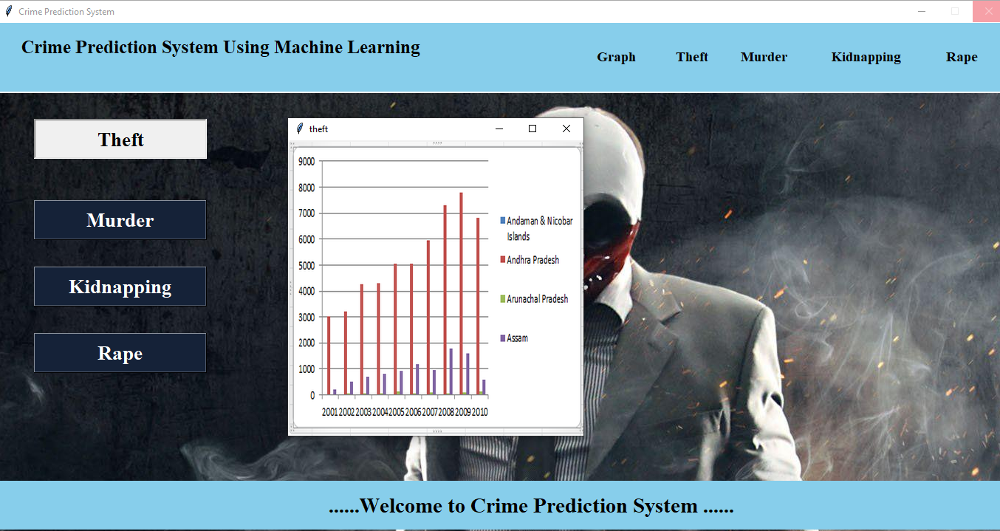 Crime Prediction System
Crime Prediction System Using Machine Learning
Graph Theft Murder Kidnapping Rape
Theft
Murder
Kidnapping
Rape
theft
9000
8000
7000
6000
5000
4000
3000
2000
1000
0
2001 2002 2003 2004 2005 2006 2007 2008 2009 2010
Andaman & Nicobar
Islands
Andhra Pradesh
Arunachal Pradesh
Assam
......Welcome to Crime Prediction System ......